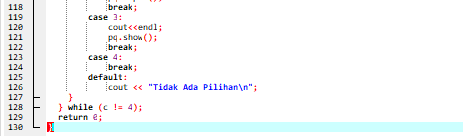 118 break;
119 case 3:
120 cout<<endl;
121 pq.show();
122 break;
123 case 4:
124 break;
125 default:
126 cout << "Tidak Ada Pilihan\n";
127 }
128 } while (c != 4);
129 return 0;
130 }